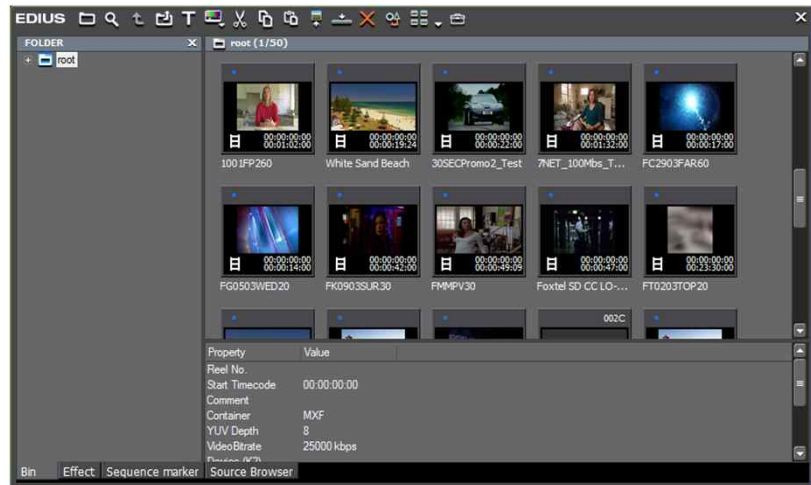 EDIUS
FOLDER X
root (1/50)
root
00:00:00:00 00:00:00:00 00:00:00:00 00:00:00:00 00:00:00:00
00:01:02:00 00:00:19:24 00:00:22:00 00:01:32:00 00:00:17:00
1001FP260 White Sand Beach 30SECPromo2_Test 7NET_100Mbs_T... FC2903FAR60
00:00:00:00 00:00:00:00 00:00:00:00 00:00:00:00 00:00:00:00
00:00:14:00 00:00:42:00 00:00:49:09 00:00:47:00 00:23:30:00
FG0503WED20 FK0903SUR30 FMMPV30 Foxtel SD CC LO-... FT0203TOP20
002C
Property Value
Reel No.
Start Timecode 00:00:00:00
Comment
Container MXF
YUV Depth 8
VideoBitrate 25000 kbps
Device (K2)
Bin Effect Sequence marker Source Browser